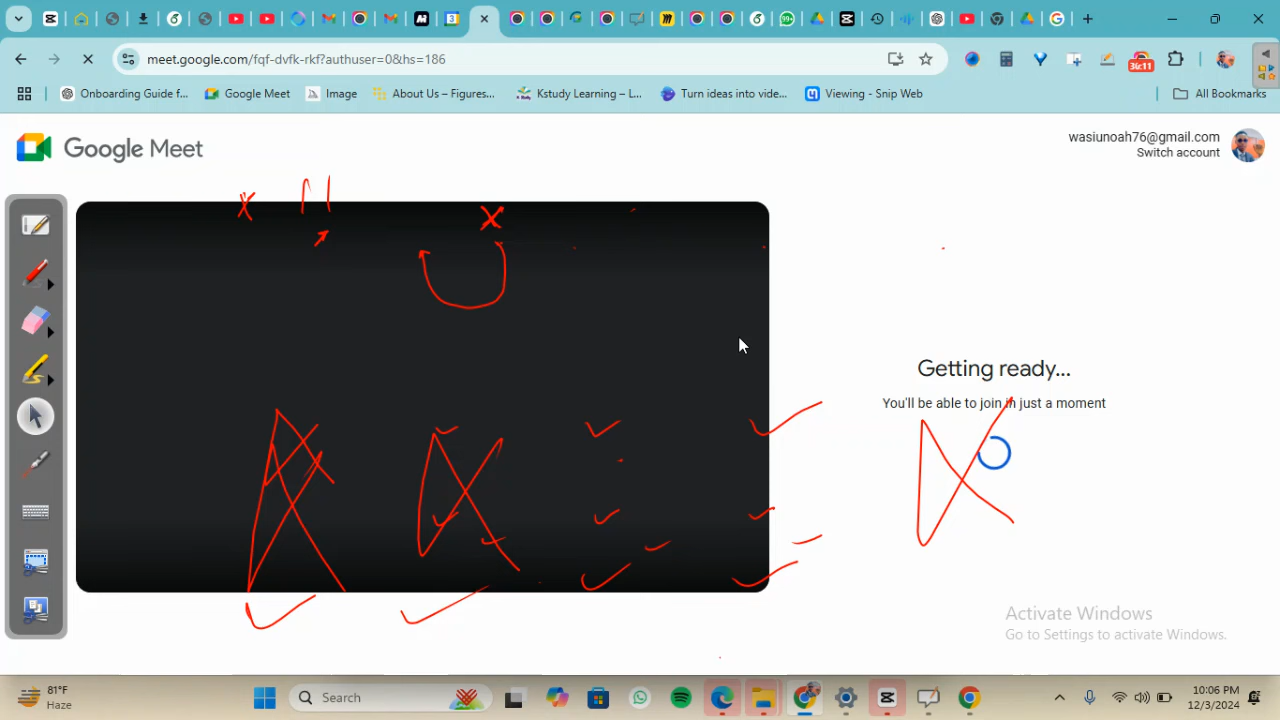 99+
meet.google.com/fqf-dvfk-rkf?authuser=0&hs=186
Onboarding Guide f...
Google Meet
Image
About Us – Figures...
Kstudy Learning – L...
Turn ideas into vide...
Viewing - Snip Web
All Bookmarks
Google Meet
wasiunoah76@gmail.com
Switch account
X
X
Getting ready...
You'll be able to join in just a moment
Activate Windows
Go to Settings to activate Windows.
81°F
Haze
Search
10:06 PM
12/3/2024